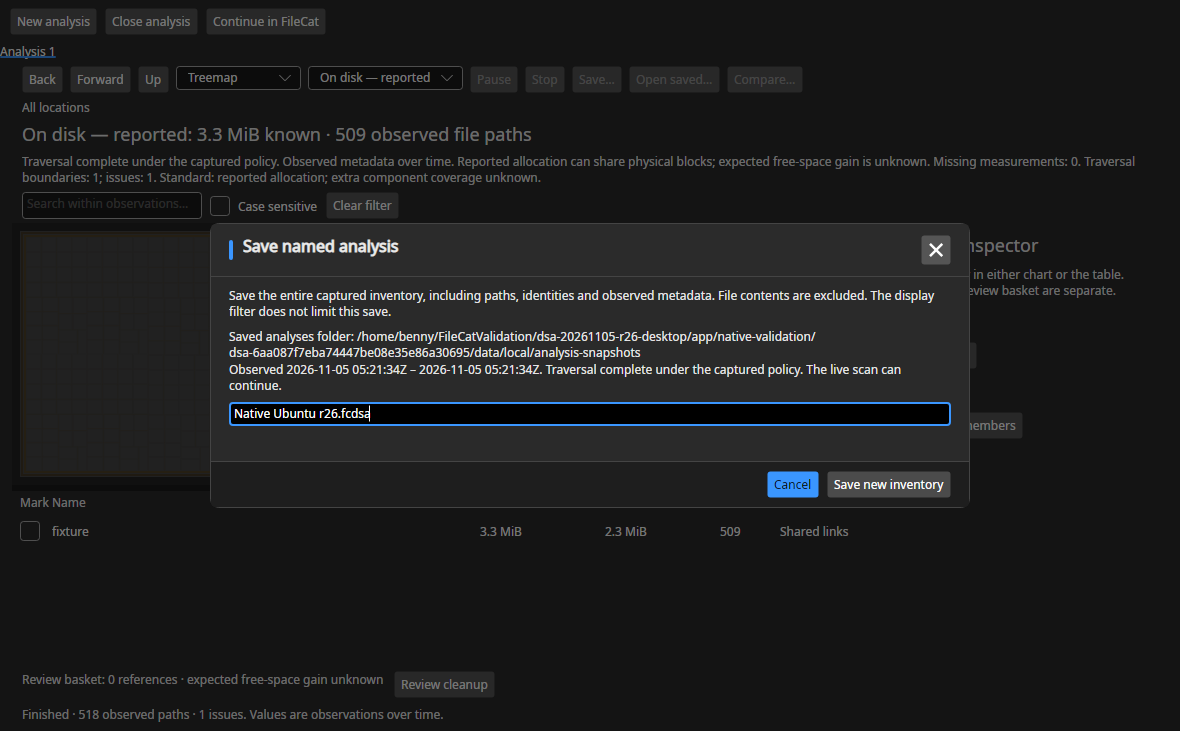 New analysis Close analysis Continue in FileCat
Analysis 1
Back Forward Up Treemap On disk — reported Pause Stop Save... Open saved... Compare...
All locations
On disk — reported: 3.3 MiB known · 509 observed file paths
Traversal complete under the captured policy. Observed metadata over time. Reported allocation can share physical blocks; expected free-space gain is unknown. Missing measurements: 0. Traversal
boundaries: 1; issues: 1. Standard: reported allocation; extra component coverage unknown.
Search within observations... Case sensitive Clear filter
Save named analysis
nspector
in either chart or the table.
eview basket are separate.
Save the entire captured inventory, including paths, identities and observed metadata. File contents are excluded. The display
filter does not limit this save.
Saved analyses folder: /home/benny/FileCatValidation/dsa-20261105-r26-desktop/app/native-validation/
dsa-6aa087f7eba74447be08e35e86a30695/data/local/analysis-snapshots
Observed 2026-11-05 05:21:34Z – 2026-11-05 05:21:34Z. Traversal complete under the captured policy. The live scan can
continue.
Native Ubuntu r26.fcdsa
embers
Cancel Save new inventory
Mark Name
fixture 3.3 MiB 2.3 MiB 509 Shared links
Review basket: 0 references · expected free-space gain unknown Review cleanup
Finished · 518 observed paths · 1 issues. Values are observations over time.